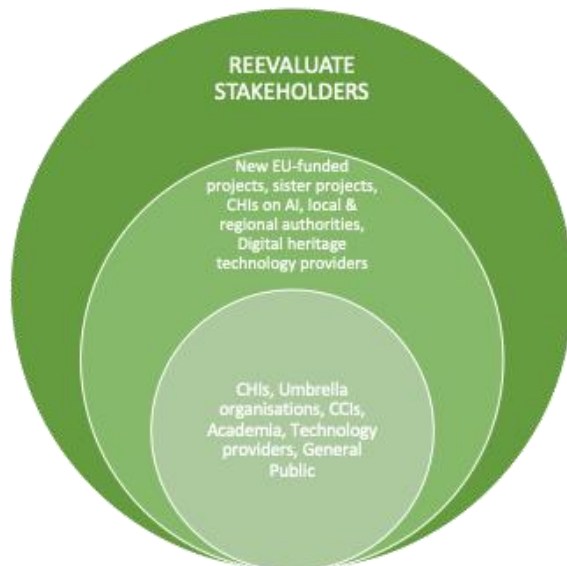 REEVALUATE
STAKEHOLDERS
New EU-funded
projects, sister projects,
CHIs on AI, local &
regional authorities,
Digital heritage
technology providers
CHIs, Umbrella
organisations, CCIs,
Academia, Technology
providers, General
Public